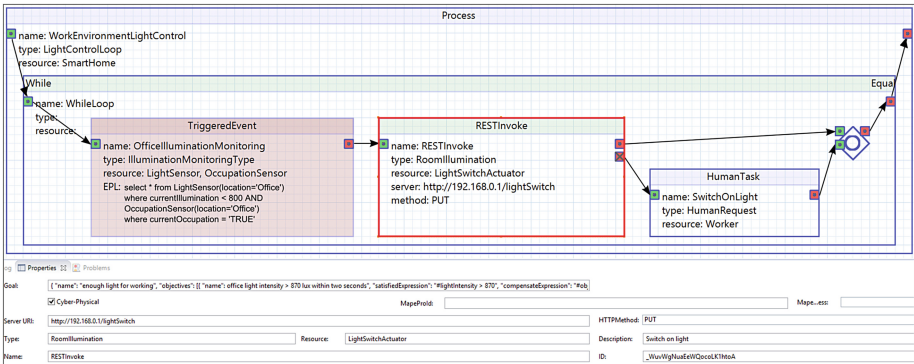 Process
name: WorkEnvironmentLightControl
type: LightControlLoop
resource: SmartHome
While
Equal
name: WhileLoop
type:
resource:
TriggeredEvent
name: OfficeIlluminationMonitoring
type: IlluminationMonitoringType
resource: LightSensor, OccupationSensor
EPL: select * from LightSensor(location='Office')
where currentIllumination < 800 AND
OccupationSensor(location='Office')
where currentOccupation = 'TRUE'
RESTInvoke
name: RESTInvoke
type: RoomIllumination
resource: LightSwitchActuator
server: http://192.168.0.1/lightSwitch
method: PUT
HumanTask
name: SwitchOnLight
type: HumanRequest
resource: Worker
og Properties Problems
Goal: { "name": "enough light for working", "objectives": [{ "name": office light intensity > 870 lux within two seconds", "satisfiedExpression": "#lightIntensity > 870", "compensateExpression": "#obj
Cyber-Physical MapeProId: Mape...ess:
Server URI: http://192.168.0.1/lightSwitch HTTPMethod: PUT
Type: RoomIllumination Resource: LightSwitchActuator Description: Switch on light
Name: RESTInvoke ID: _WuvWgNuaEeWQocoLK1htoA